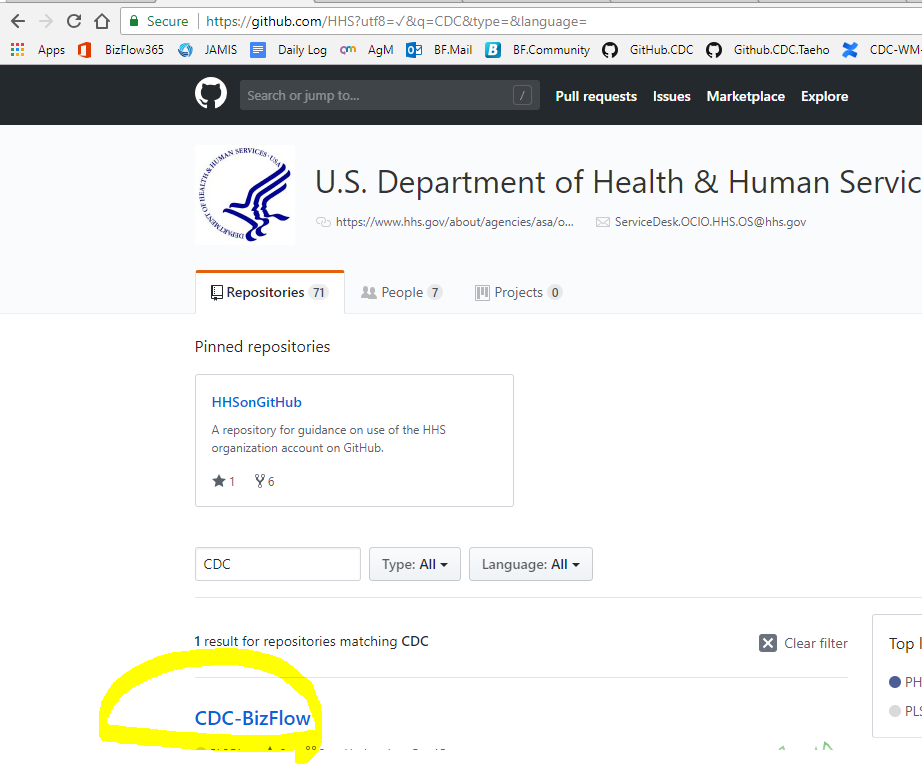 Secure https://github.com/HHS?utf8=✓&q=CDC&type=&language=
Apps BizFlow365 JAMIS Daily Log cm AgM BF.Mail B BF.Community GitHub.CDC Github.CDC.Taeho CDC-WM-
Search or jump to... / Pull requests Issues Marketplace Explore
DEPARTMENT OF HEALTH & HUMAN SERVICES · USA
U.S. Department of Health & Human Servic
https://www.hhs.gov/about/agencies/asa/o... ServiceDesk.OCIO.HHS.OS@hhs.gov
Repositories 71 People 7 Projects 0
Pinned repositories
HHSonGitHub
A repository for guidance on use of the HHS
organization account on GitHub.
1 6
CDC Type: All Language: All
1 result for repositories matching CDC Clear filter
Top l
PH
PLS
CDC-BizFlow